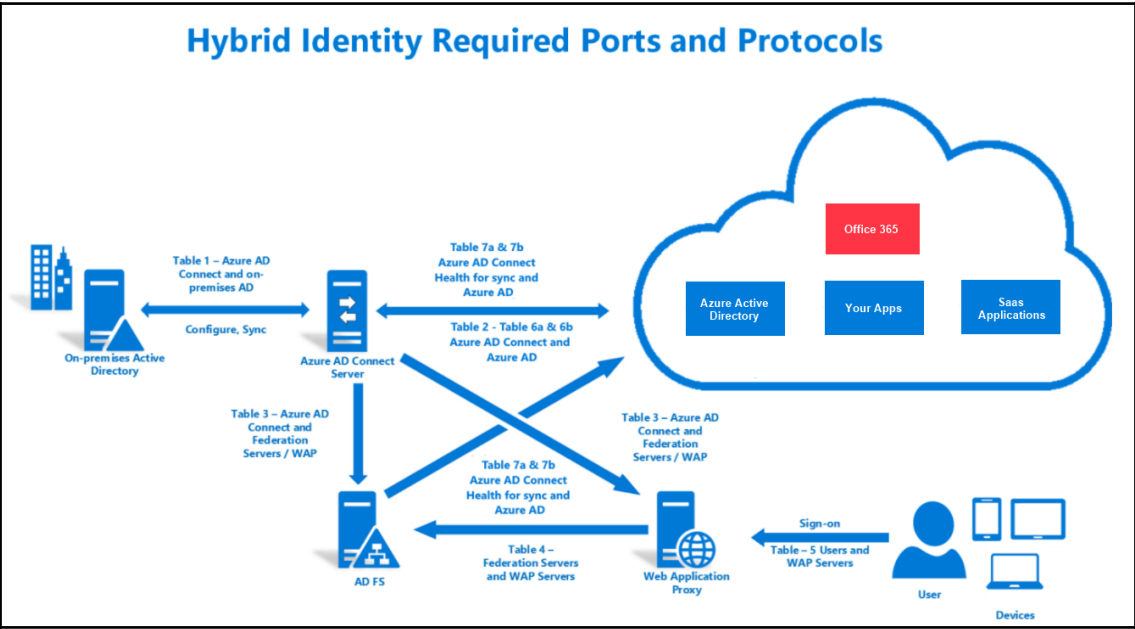 Hybrid Identity Required Ports and Protocols
Office 365
Azure Active
Directory
Your Apps
Saas
Applications
Table 7a & 7b
Azure AD Connect
Health for sync and
Azure AD
Table 1 – Azure AD
Connect and on-
premises AD
Configure, Sync
Table 2 - Table 6a & 6b
Azure AD Connect and
Azure AD
On-premises Active
Directory
Azure AD Connect
Server
Table 3 – Azure AD
Connect and
Federation
Servers / WAP
Table 3 – Azure AD
Connect and
Federation
Servers / WAP
Table 7a & 7b
Azure AD Connect
Health for sync and
Azure AD
Table 4 –
Federation Servers
and WAP Servers
Sign-on
Table – 5 Users and
WAP Servers
AD FS
Web Application
Proxy
User
Devices